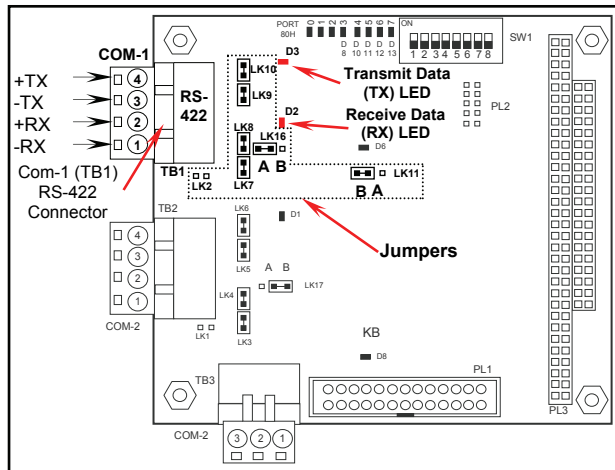 PORT 80H
0 1 2 3 4 5 6 7
D 8
D 10
D 11
D 12
D 13
ON
1 2 3 4 5 6 7 8
SW1
COM-1
+TX
-TX
+RX
-RX
4
3
2
1
RS-422
TB1
Com-1 (TB1)
RS-422
Connector
LK10
LK9
LK8
LK7
LK16
A B
LK2
D3
Transmit Data
(TX) LED
D2
Receive Data
(RX) LED
D6
PL2
B A
LK11
Jumpers
TB2
4
3
2
1
COM-2
LK6
LK5
D1
A B
LK17
LK4
LK3
LK1
KB
D8
TB3
COM-2
3 2 1
PL1
PL3